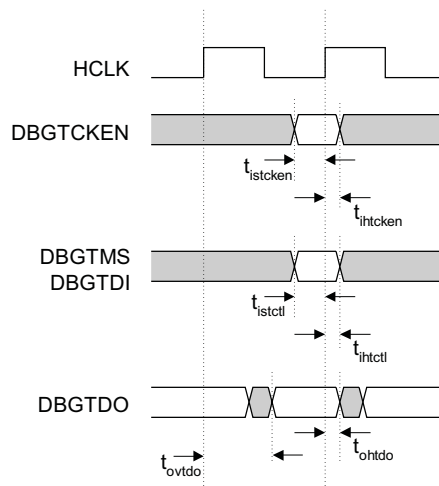 HCLK
DBGTCKEN
tistcken
tihtcken
DBGTMS
DBGTDI
tistctl
tihtctl
DBGTDO
tovtdo
tohtdo